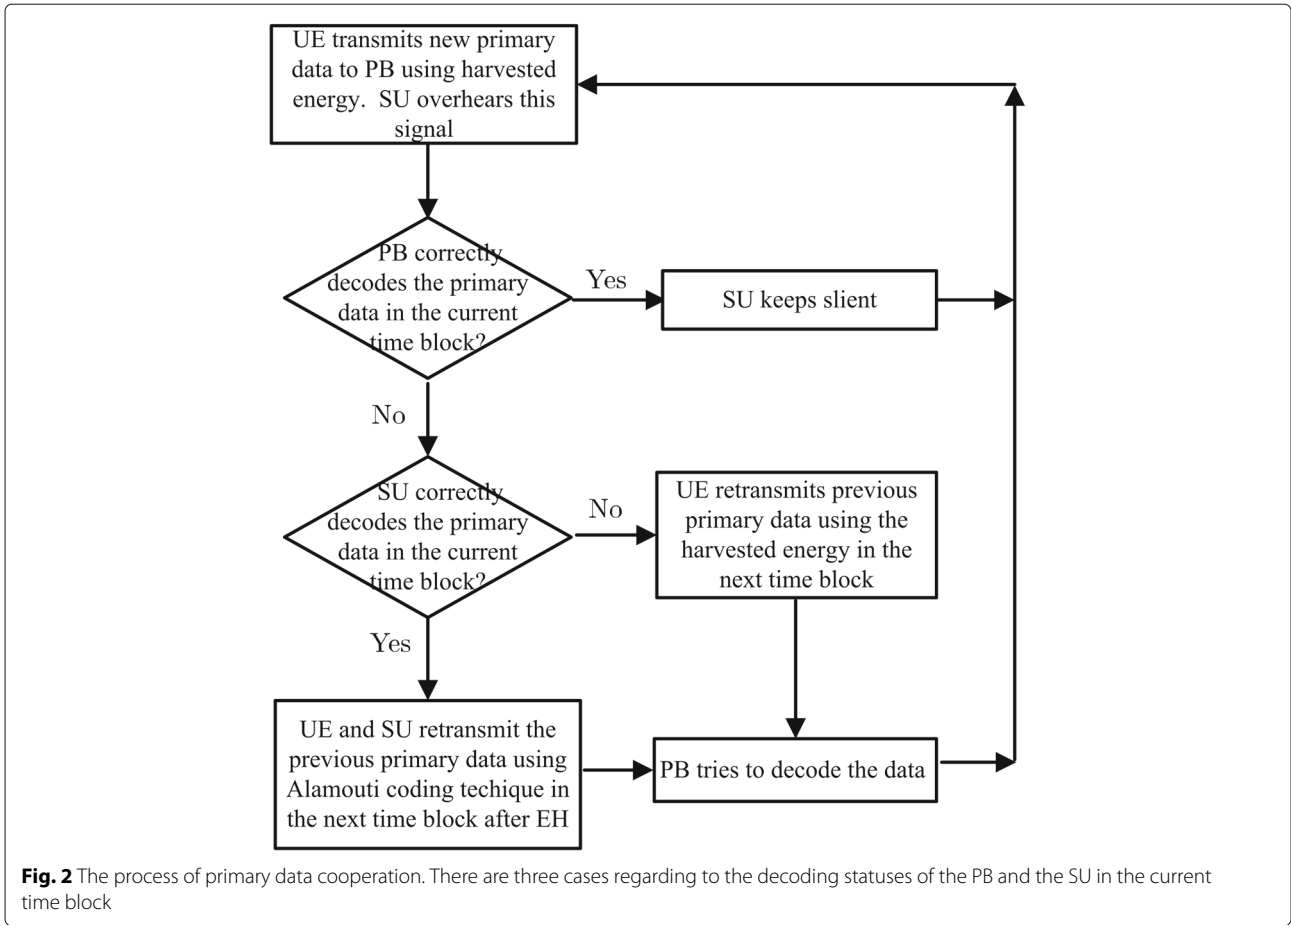 UE transmits new primary
data to PB using harvested
energy.  SU overhears this
signal
PB correctly
decodes the primary
data in the current
time block?
Yes
SU keeps slient
No
SU correctly
decodes the primary
data in the current
time block?
No
UE retransmits previous
primary data using the
harvested energy in the
next time block
Yes
UE and SU retransmit the
previous primary data using
Alamouti coding techique in
the next time block after EH
PB tries to decode the data
Fig. 2 The process of primary data cooperation. There are three cases regarding to the decoding statuses of the PB and the SU in the current
time block